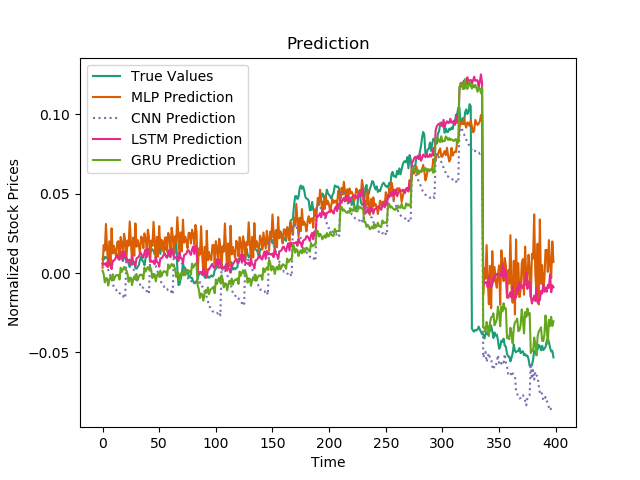 Prediction
True Values
MLP Prediction
CNN Prediction
LSTM Prediction
GRU Prediction
Normalized Stock Prices
0.10
0.05
0.00
−0.05
0 50 100 150 200 250 300 350 400
Time